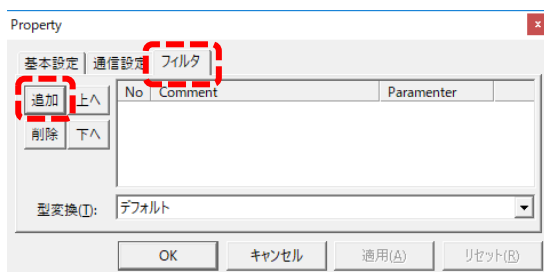 Property x
基本設定 通信設定 フィルタ
追加 上へ No Comment Paramenter
削除 下へ
型変換(T): デフォルト
OK キャンセル 適用(A) リセット(R)